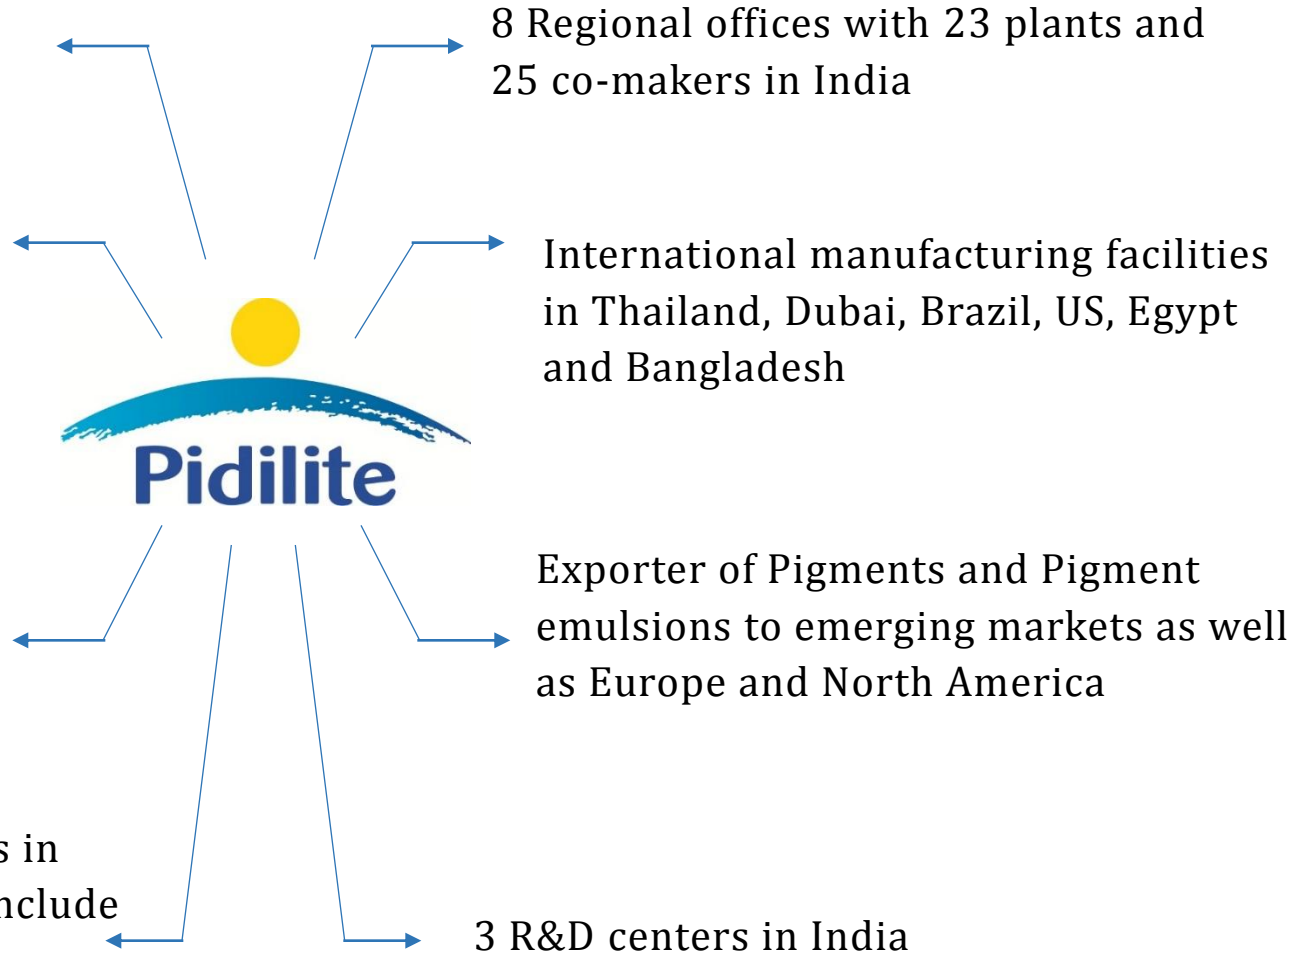 8 Regional offices with 23 plants and
25 co-makers in India
International manufacturing facilities
in Thailand, Dubai, Brazil, US, Egypt
and Bangladesh
Pidilite
Exporter of Pigments and Pigment
emulsions to emerging markets as well
as Europe and North America
in
3 R&D centers in India